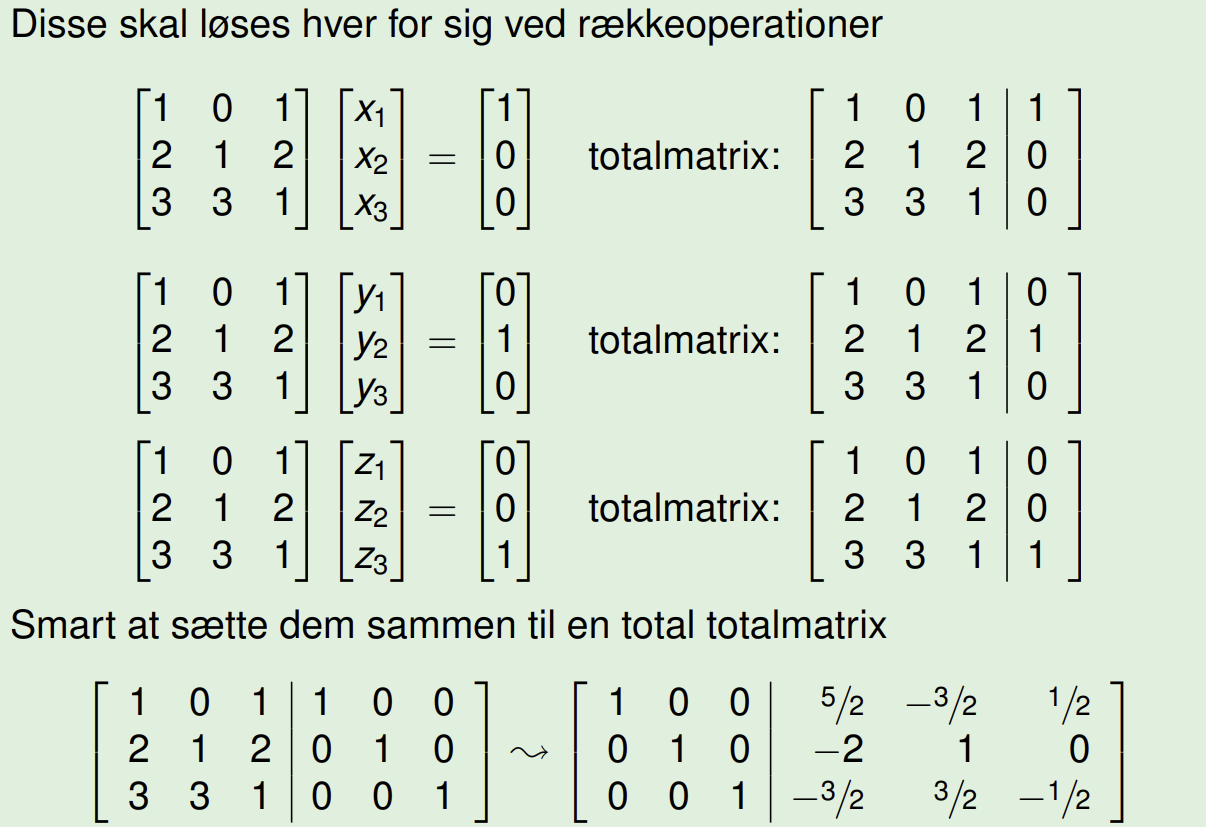 Disse skal løses hver for sig ved rækkeoperationer
[1 0 1] [x₁] [1] [1 0 1 | 1]
[2 1 2] [x₂] = [0] totalmatrix: [2 1 2 | 0]
[3 3 1] [x₃] [0] [3 3 1 | 0]
[1 0 1] [y₁] [0] [1 0 1 | 0]
[2 1 2] [y₂] = [1] totalmatrix: [2 1 2 | 1]
[3 3 1] [y₃] [0] [3 3 1 | 0]
[1 0 1] [z₁] [0] [1 0 1 | 0]
[2 1 2] [z₂] = [0] totalmatrix: [2 1 2 | 0]
[3 3 1] [z₃] [1] [3 3 1 | 1]
Smart at sætte dem sammen til en total totalmatrix
[1 0 1 | 1 0 0] [1 0 0 | 5/2 −3/2 1/2]
[2 1 2 | 0 1 0] ⇝ [0 1 0 | −2 1 0]
[3 3 1 | 0 0 1] [0 0 1 | −3/2 3/2 −1/2]